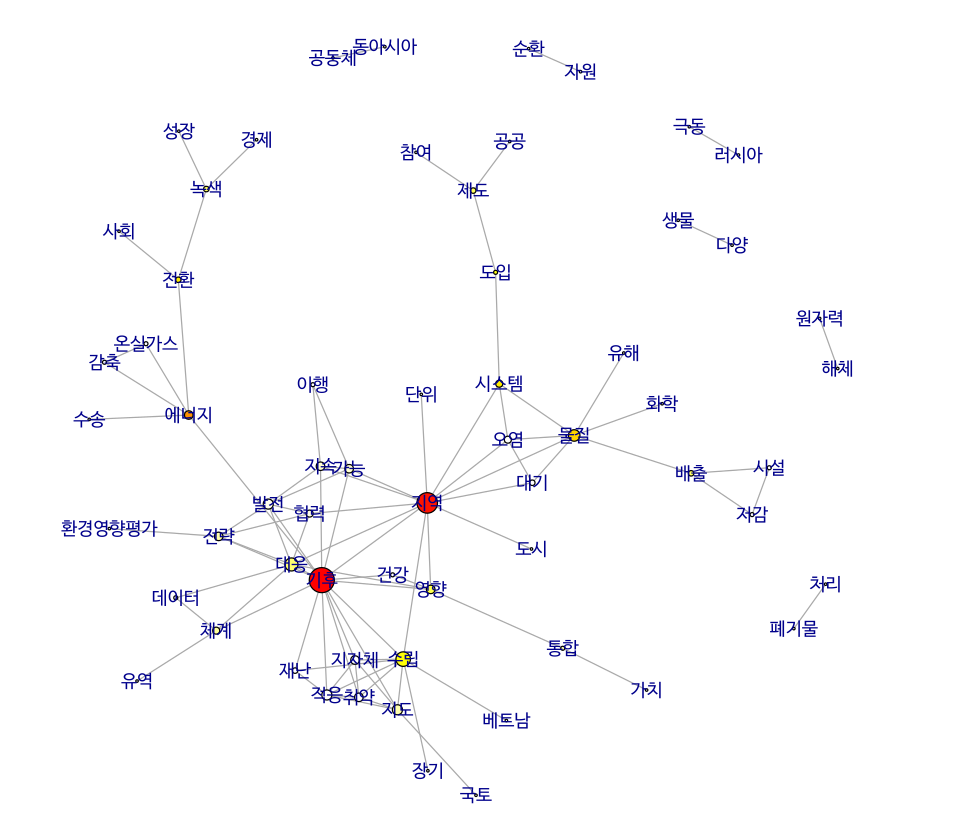 동아시아
공동체
순환
자원
극동
성장
경제
공공
참여
러시아
녹색
제도
생물
사회
다양
도입
전환
원자력
온실가스
유해
감축
해체
이행
시스템
단위
화학
에너지
수송
물질
오염
지속
가능
시설
배출
대기
지역
발전
협력
저감
환경영향평가
전략
도시
대응
건강
기후
처리
영향
데이터
폐기물
체계
통합
지자체
수립
재난
유역
가치
적응
취약
지도
베트남
장기
국토